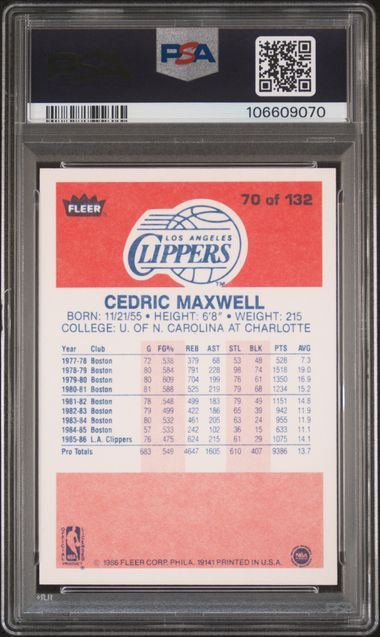 PSA
106609070
FLEER
70 of 132
LOS ANGELES
CLIPPERS
TM
CEDRIC MAXWELL
BORN: 11/21/55 • HEIGHT: 6'8" • WEIGHT: 215
COLLEGE: U. OF N. CAROLINA AT CHARLOTTE
Year Club G FG% REB AST STL BLK PTS AVG
1977-78 Boston 72 .538 379 68 53 48 526 7.3
1978-79 Boston 80 .584 791 228 98 74 1518 19.0
1979-80 Boston 80 .609 704 199 76 61 1350 16.9
1980-81 Boston 81 .588 525 219 79 68 1234 15.2
1981-82 Boston 78 .548 499 183 79 49 1151 14.8
1982-83 Boston 79 .499 422 186 65 39 942 11.9
1983-84 Boston 80 .532 461 205 63 24 955 11.9
1984-85 Boston 57 .533 242 102 36 15 633 11.1
1985-86 L.A. Clippers 76 .475 624 215 61 29 1075 14.1
Pro Totals 683 .549 4647 1605 610 407 9386 13.7
NBA
© 1986 FLEER CORP. PHILA. 19141 PRINTED IN U.S.A.